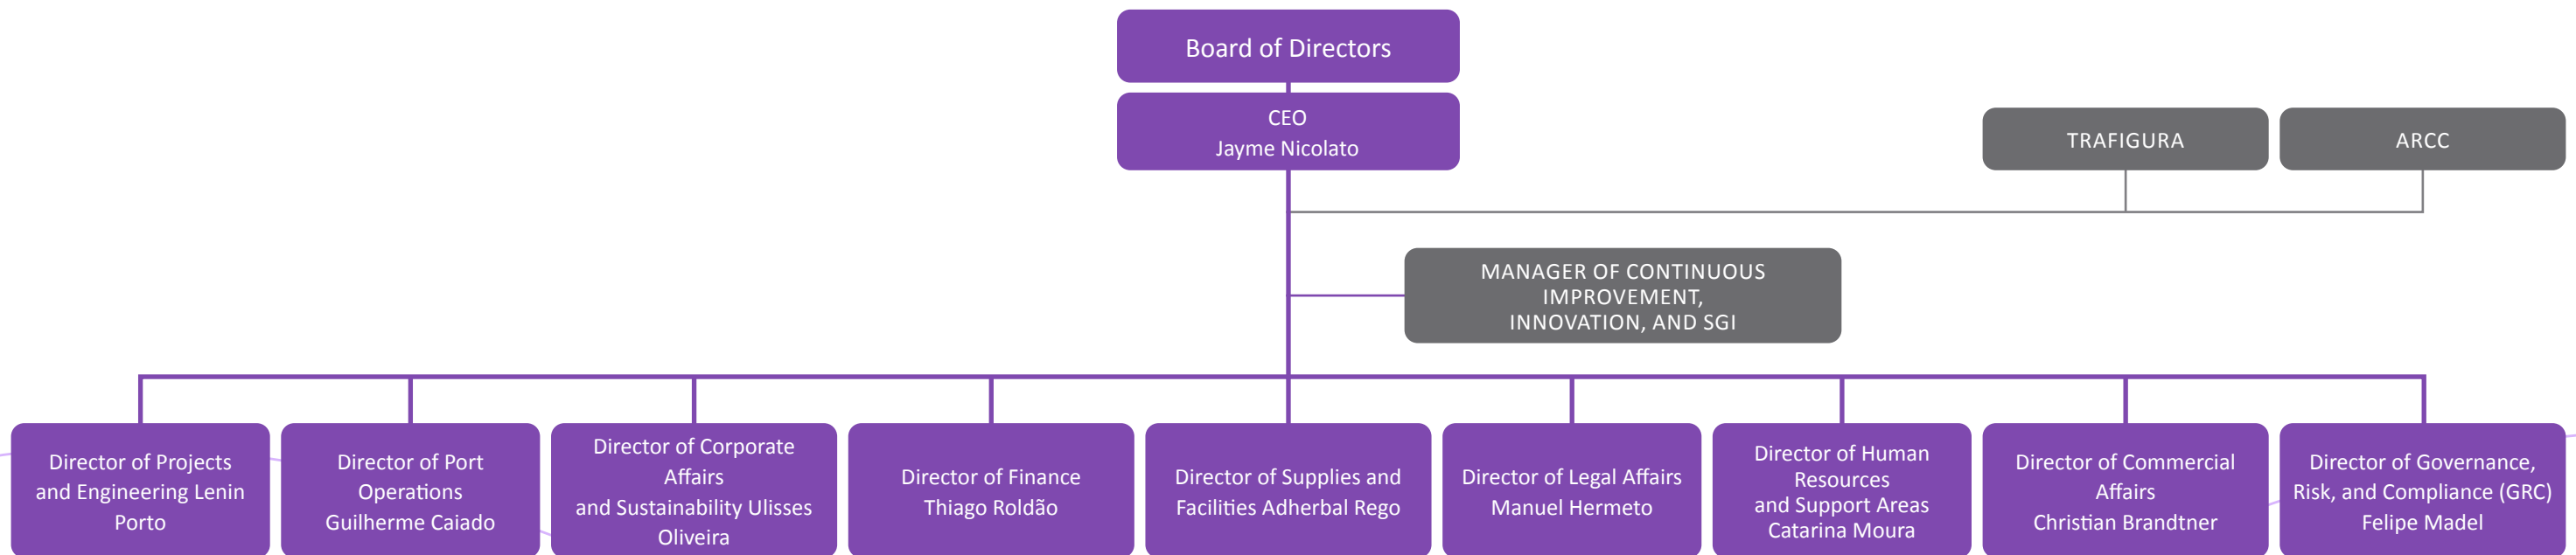 Board of Directors
CEO
Jayme Nicolato
TRAFIGURA
ARCC
MANAGER OF CONTINUOUS
IMPROVEMENT,
INNOVATION, AND SGI
Director of Projects
and Engineering Lenin
Porto
Director of Port
Operations
Guilherme Caiado
Director of Corporate
Affairs
and Sustainability Ulisses
Oliveira
Director of Finance
Thiago Roldão
Director of Supplies and
Facilities Adherbal Rego
Director of Legal Affairs
Manuel Hermeto
Director of Human
Resources
and Support Areas
Catarina Moura
Director of Commercial
Affairs
Christian Brandtner
Director of Governance,
Risk, and Compliance (GRC)
Felipe Madel